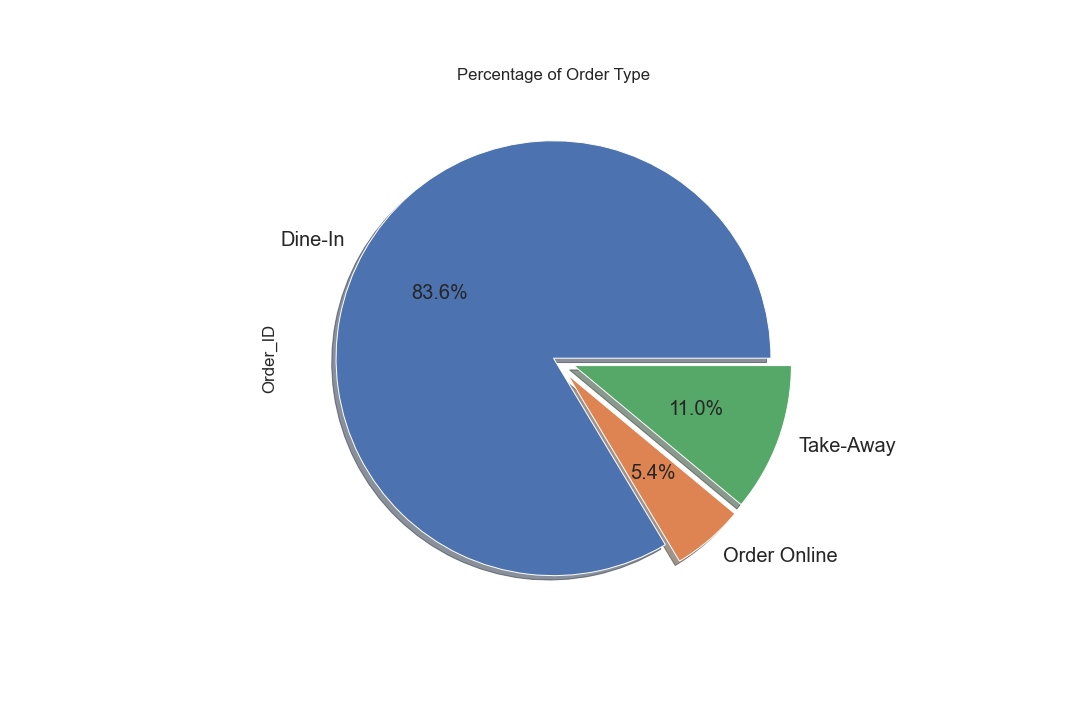 Percentage of Order Type
Dine-In
83.6%
Order_ID
11.0%
Take-Away
5.4%
Order Online